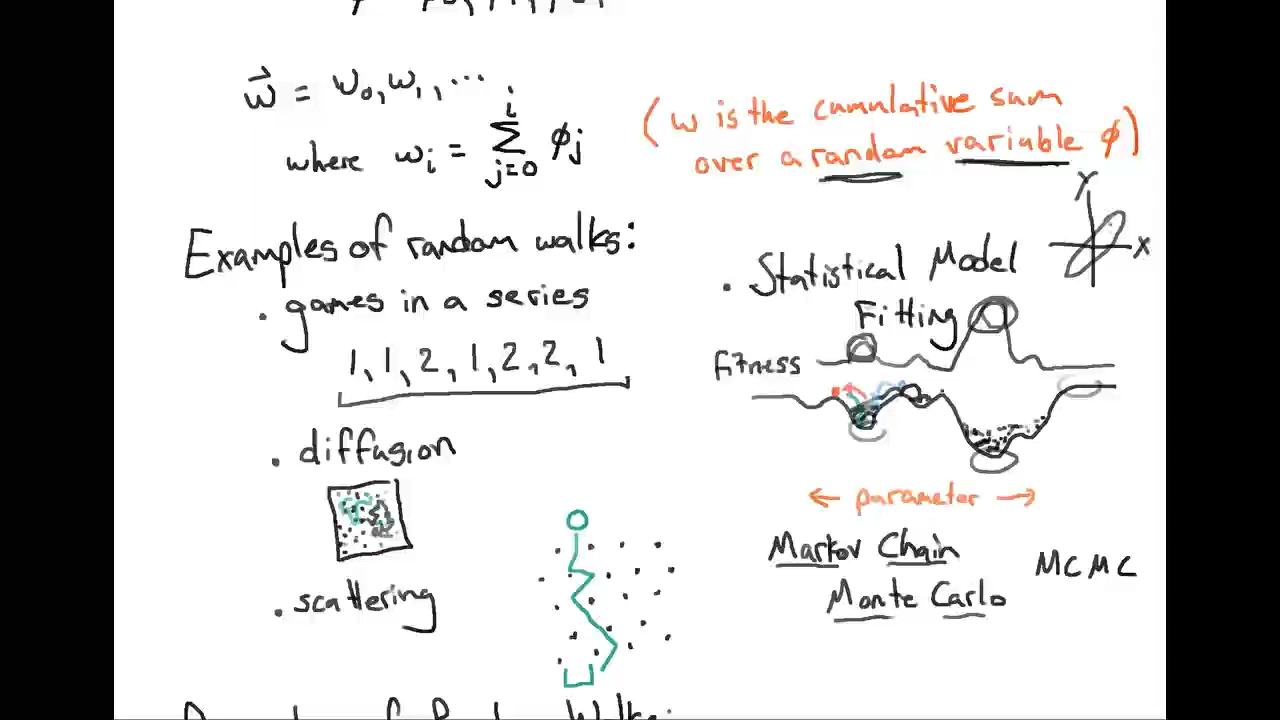 w⃗ = w₀, w₁, ...
where wᵢ = Σ ϕⱼ
i
j=0
(w is the cumulative sum
over a random variable ϕ)
Examples of random walks:
• games in a series
1, 1, 2, 1, 2, 2, 1
• diffusion
• scattering
Y
X
• Statistical Model
Fitting
fitness
← parameter →
Markov Chain
Monte Carlo
MCMC